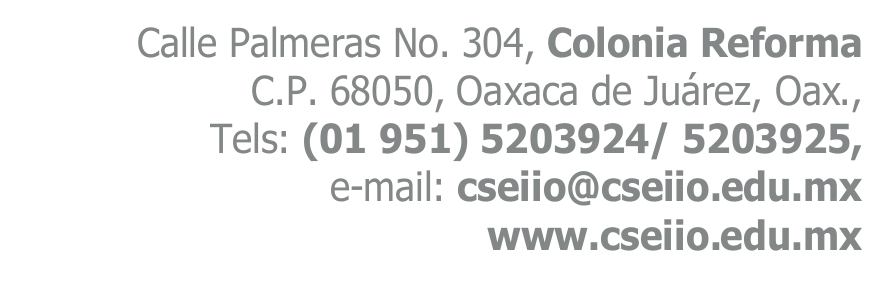 Calle Palmeras No. 304, Colonia Reforma
C.P. 68050, Oaxaca de Juárez, Oax.,
Tels: (01 951) 5203924/ 5203925,
e-mail: cseiio@cseiio.edu.mx
www.cseiio.edu.mx